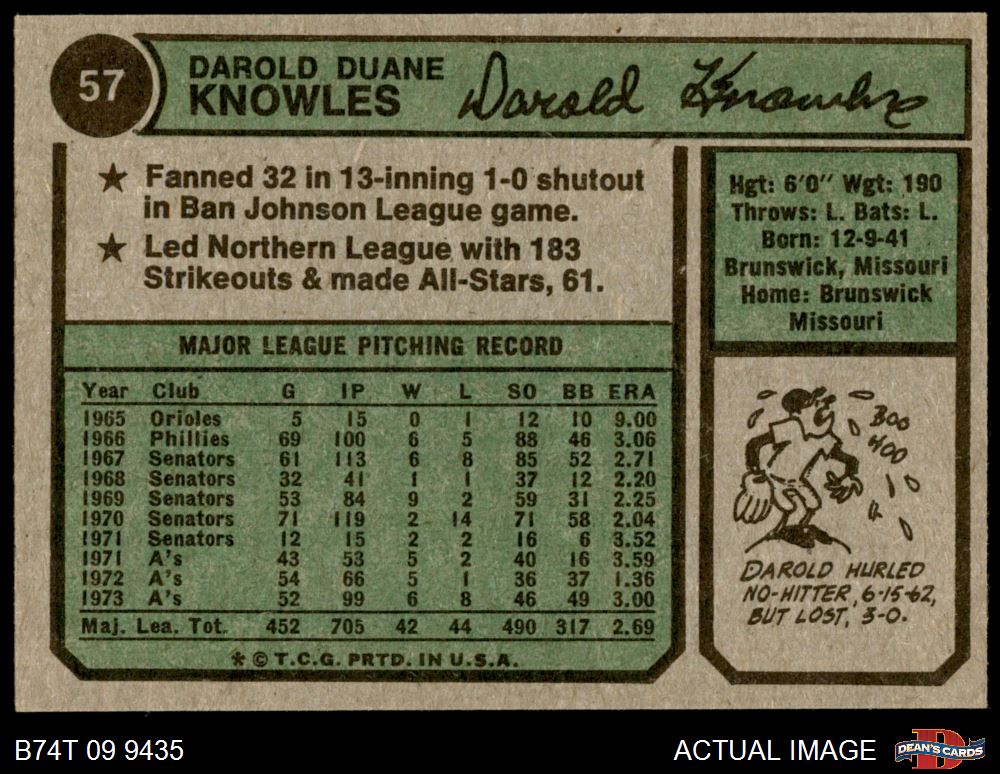 57
DAROLD DUANE
KNOWLES
Darold Knowles
★ Fanned 32 in 13-inning 1-0 shutout
in Ban Johnson League game.
★ Led Northern League with 183
Strikeouts & made All-Stars, 61.
MAJOR LEAGUE PITCHING RECORD
Year Club G IP W L SO BB ERA
1965 Orioles 5 15 0 1 12 10 9.00
1966 Phillies 69 100 6 5 88 46 3.06
1967 Senators 61 113 6 8 85 52 2.71
1968 Senators 32 41 1 1 37 12 2.20
1969 Senators 53 84 9 2 59 31 2.25
1970 Senators 71 119 2 14 71 58 2.04
1971 Senators 12 15 2 2 16 6 3.52
1971 A's 43 53 5 2 40 16 3.59
1972 A's 54 66 5 1 36 37 1.36
1973 A's 52 99 6 8 46 49 3.00
Maj. Lea. Tot. 452 705 42 44 490 317 2.69
* © T.C.G. PRTD. IN U.S.A.
Hgt: 6'0" Wgt: 190
Throws: L. Bats: L.
Born: 12-9-41
Brunswick, Missouri
Home: Brunswick
Missouri
BOO
HOO
DAROLD HURLED
NO-HITTER, 6-15-62,
BUT LOST, 3-0.
B74T 09 9435
ACTUAL IMAGE
D
DEAN'S CARDS